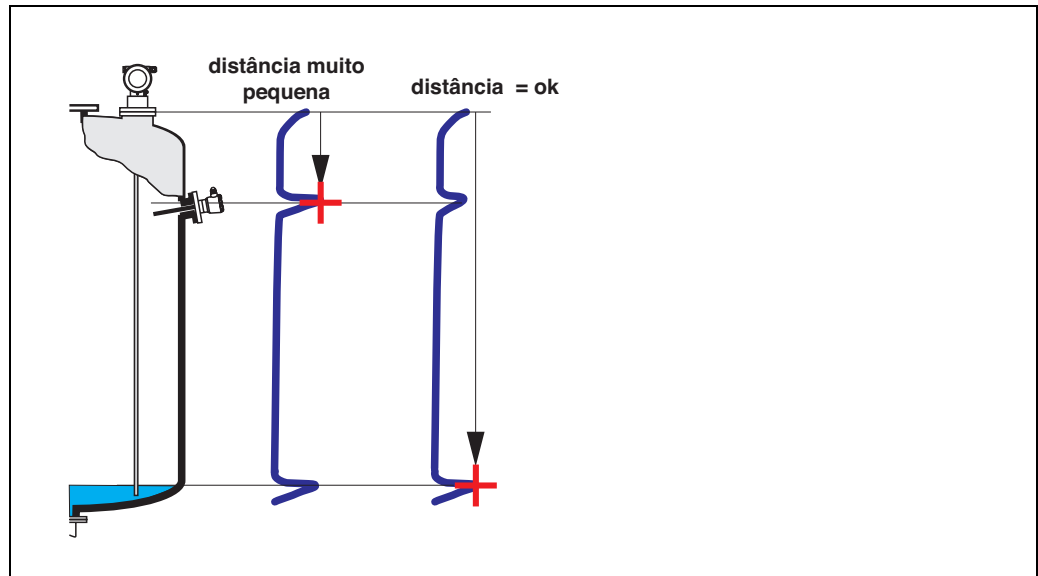 distância muito
pequena
distância = ok